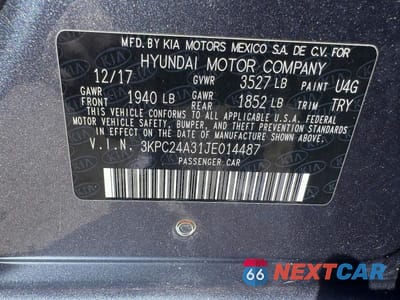 MFD. BY KIA MOTORS MEXICO S.A. DE C.V. FOR
HYUNDAI MOTOR COMPANY
12/17 GVWR 3527 LB PAINT U4G
GAWR FRONT 1940 LB GAWR REAR 1852 LB TRIM TRY
THIS VEHICLE CONFORMS TO ALL APPLICABLE U.S.A. FEDERAL
MOTOR VEHICLE SAFETY, BUMPER, AND THEFT
PREVENTION STANDARDS IN EFFECT ON THE DATE OF
MANUFACTURE SHOWN ABOVE.
V.I.N. 3KPC24A31JE014487
PASSENGER CAR
66 NEXTCAR